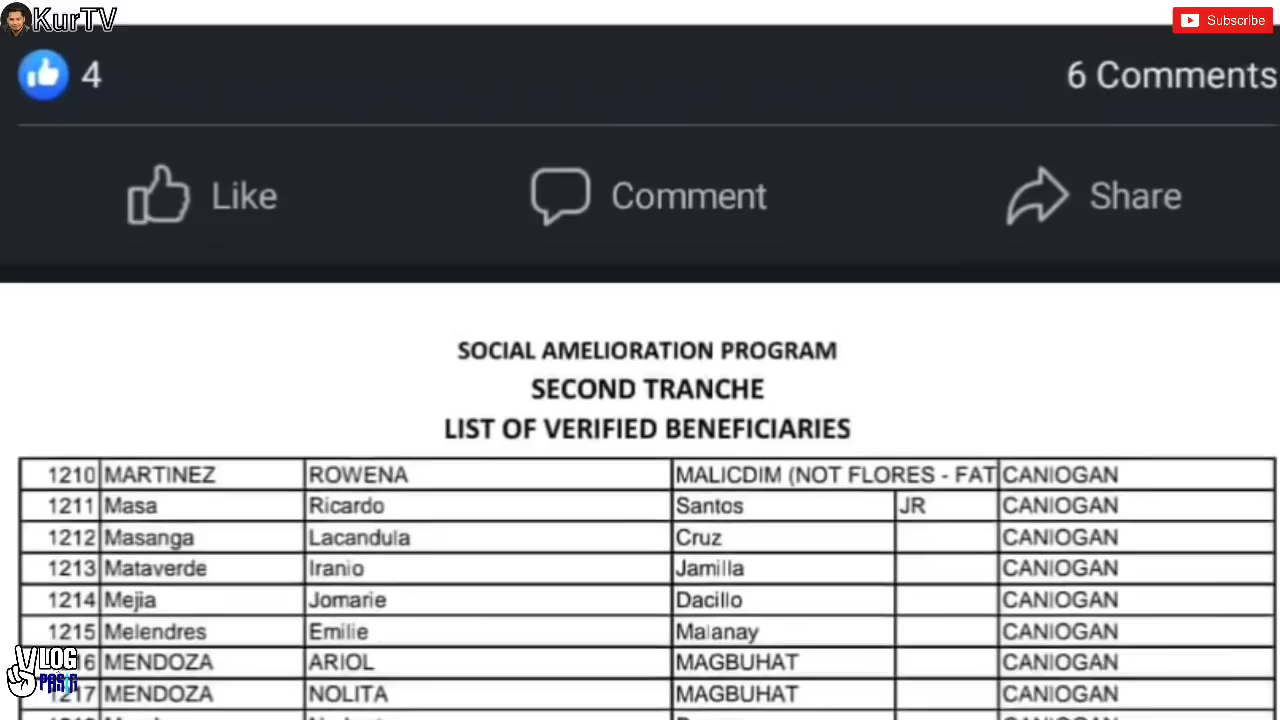 KurTV
Subscribe
4
6 Comments
Like
Comment
Share
SOCIAL AMELIORATION PROGRAM
SECOND TRANCHE
LIST OF VERIFIED BENEFICIARIES
1210 MARTINEZ ROWENA MALICDIM (NOT FLORES - FAT CANIOGAN
1211 Masa Ricardo Santos JR CANIOGAN
1212 Masanga Lacandula Cruz CANIOGAN
1213 Mataverde Iranio Jamilla CANIOGAN
1214 Mejia Jomarie Dacillo CANIOGAN
1215 Melendres Emilie Malanay CANIOGAN
16 MENDOZA ARIOL MAGBUHAT CANIOGAN
1217 MENDOZA NOLITA MAGBUHAT CANIOGAN
VLOG